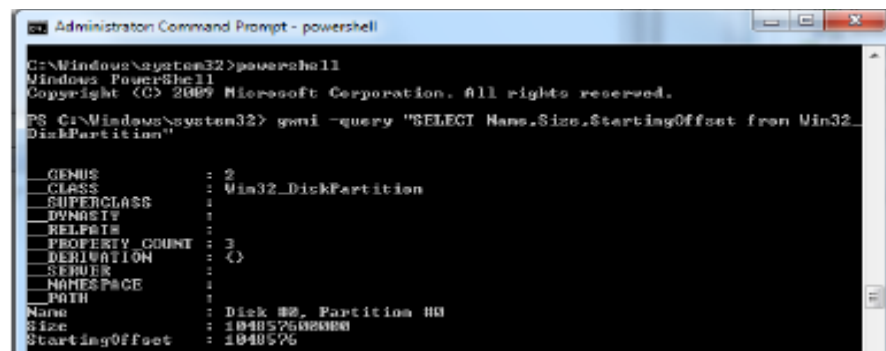 Administrator: Command Prompt - powershell
C:\Windows\system32>powershell
Windows PowerShell
Copyright (C) 2009 Microsoft Corporation. All rights reserved.
PS C:\Windows\system32> gwmi -query "SELECT Name,Size,StartingOffset from Win32_
DiskPartition"
__GENUS : 2
__CLASS : Win32_DiskPartition
__SUPERCLASS :
__DYNASTY :
__RELPATH :
__PROPERTY_COUNT : 3
__DERIVATION : {}
__SERVER :
__NAMESPACE :
__PATH :
Name : Disk #0, Partition #0
Size : 104857600000
StartingOffset : 1048576